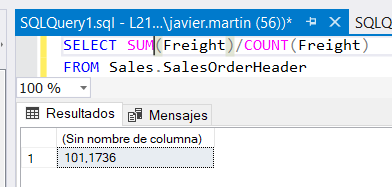 SQLQuery1.sql - L21...\javier.martin (56))*
SQLQ
SELECT SUM(Freight)/COUNT(Freight)
FROM Sales.SalesOrderHeader
100 %
Resultados Mensajes
(Sin nombre de columna)
1 101,1736